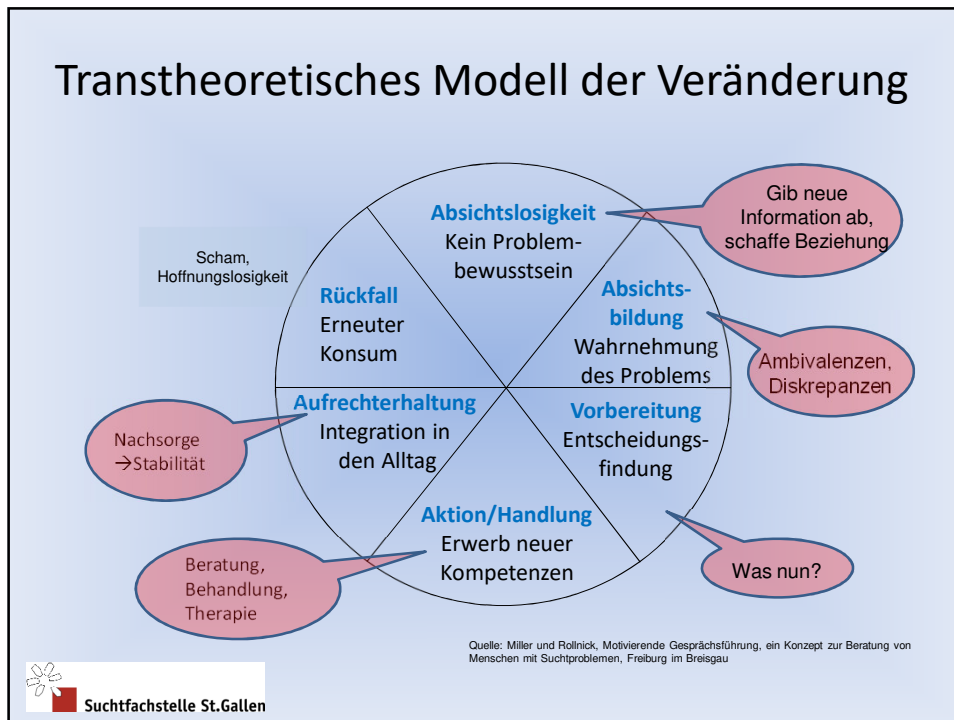 Transtheoretisches Modell der Veränderung
Absichtslosigkeit
Kein Problem-
bewusstsein
Gib neue
Information ab,
schaffe Beziehung
Scham,
Hoffnungslosigkeit
Rückfall
Erneuter
Konsum
Absichts-
bildung
Wahrnehmung
des Problems
Ambivalenzen,
Diskrepanzen
Aufrechterhaltung
Integration in
den Alltag
Vorbereitung
Entscheidungs-
findung
Nachsorge
→Stabilität
Aktion/Handlung
Erwerb neuer
Kompetenzen
Beratung,
Behandlung,
Therapie
Was nun?
Quelle: Miller und Rollnick, Motivierende Gesprächsführung, ein Konzept zur Beratung von
Menschen mit Suchtproblemen, Freiburg im Breisgau
Suchtfachstelle St.Gallen